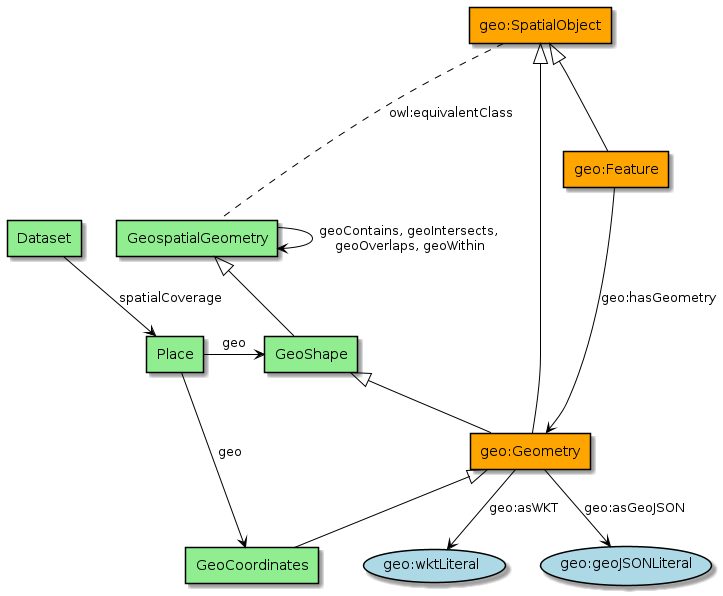 geo:SpatialObject
owl:equivalentClass
geo:Feature
Dataset
GeospatialGeometry
geoContains, geoIntersects,
geoOverlaps, geoWithin
spatialCoverage
geo:hasGeometry
Place
geo
GeoShape
geo
geo:Geometry
geo:asWKT
geo:asGeoJSON
GeoCoordinates
geo:wktLiteral
geo:geoJSONLiteral